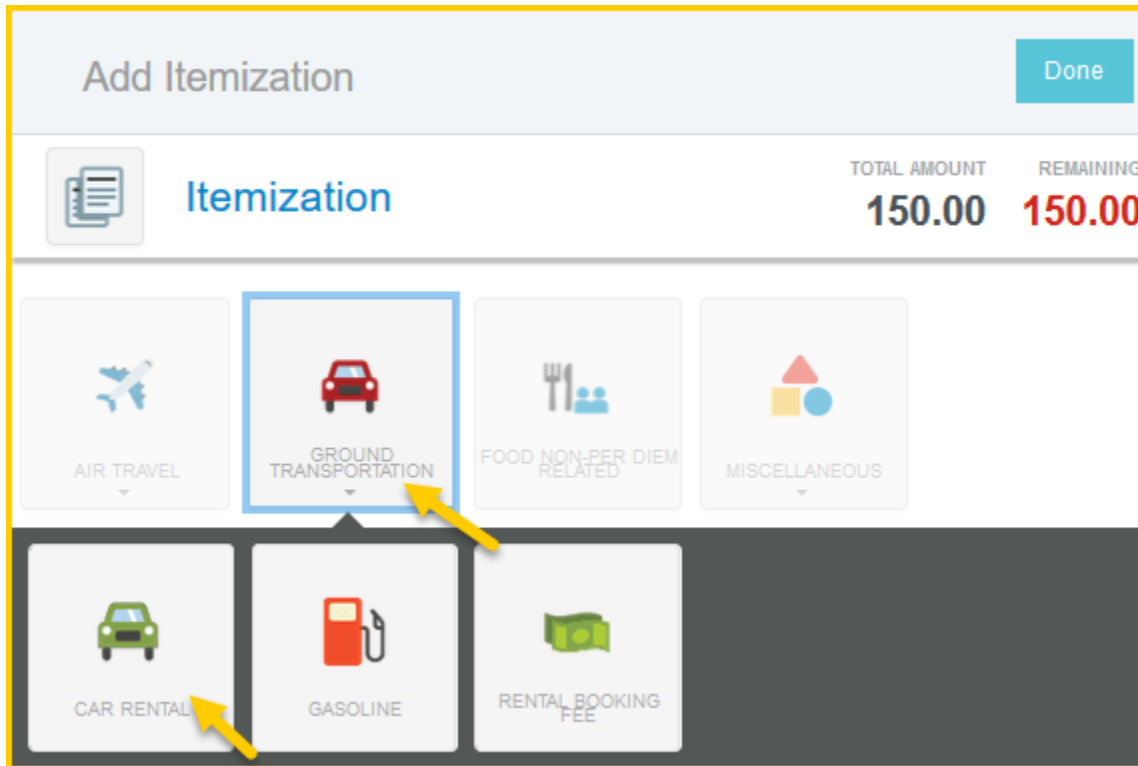 Add Itemization
Done
Itemization
TOTAL AMOUNT
REMAINING
150.00
150.00
AIR TRAVEL
GROUND
TRANSPORTATION
FOOD NON-PER DIEM
RELATED
MISCELLANEOUS
CAR RENTAL
GASOLINE
RENTAL BOOKING
FEE